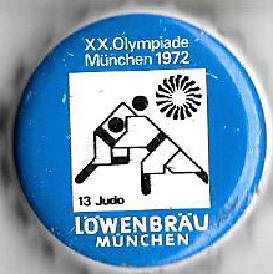 XX.Olympiade
München 1972
13 Judo
LÖWENBRÄU
MÜNCHEN